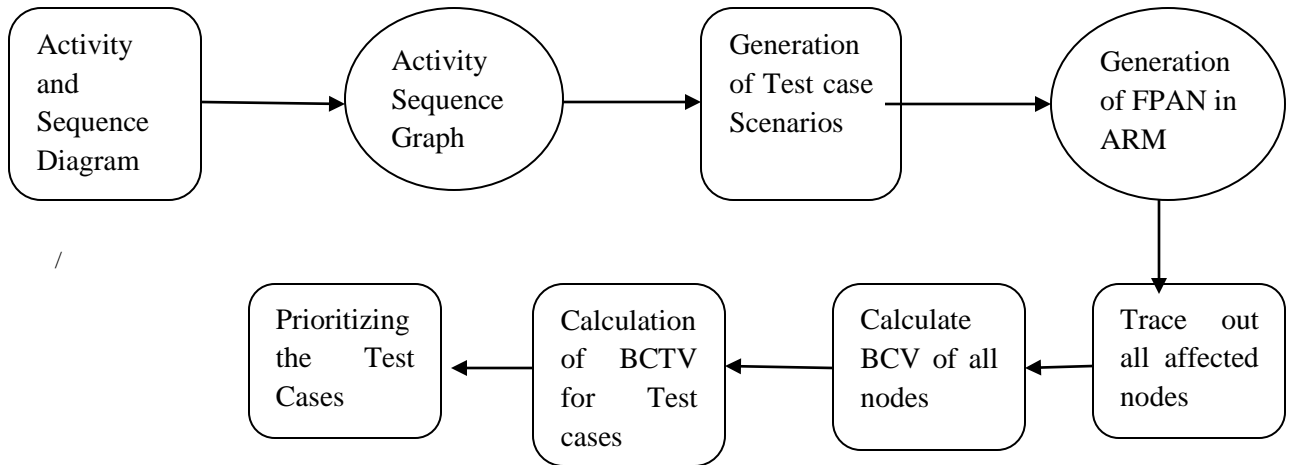 Activity
and
Sequence
Diagram
Activity
Sequence
Graph
Generation
of Test case
Scenarios
Generation
of FPAN in
ARM
/
Trace out
all affected
nodes
Calculate
BCV of all
nodes
Calculation
of BCTV
for Test
cases
Prioritizing
the Test
Cases